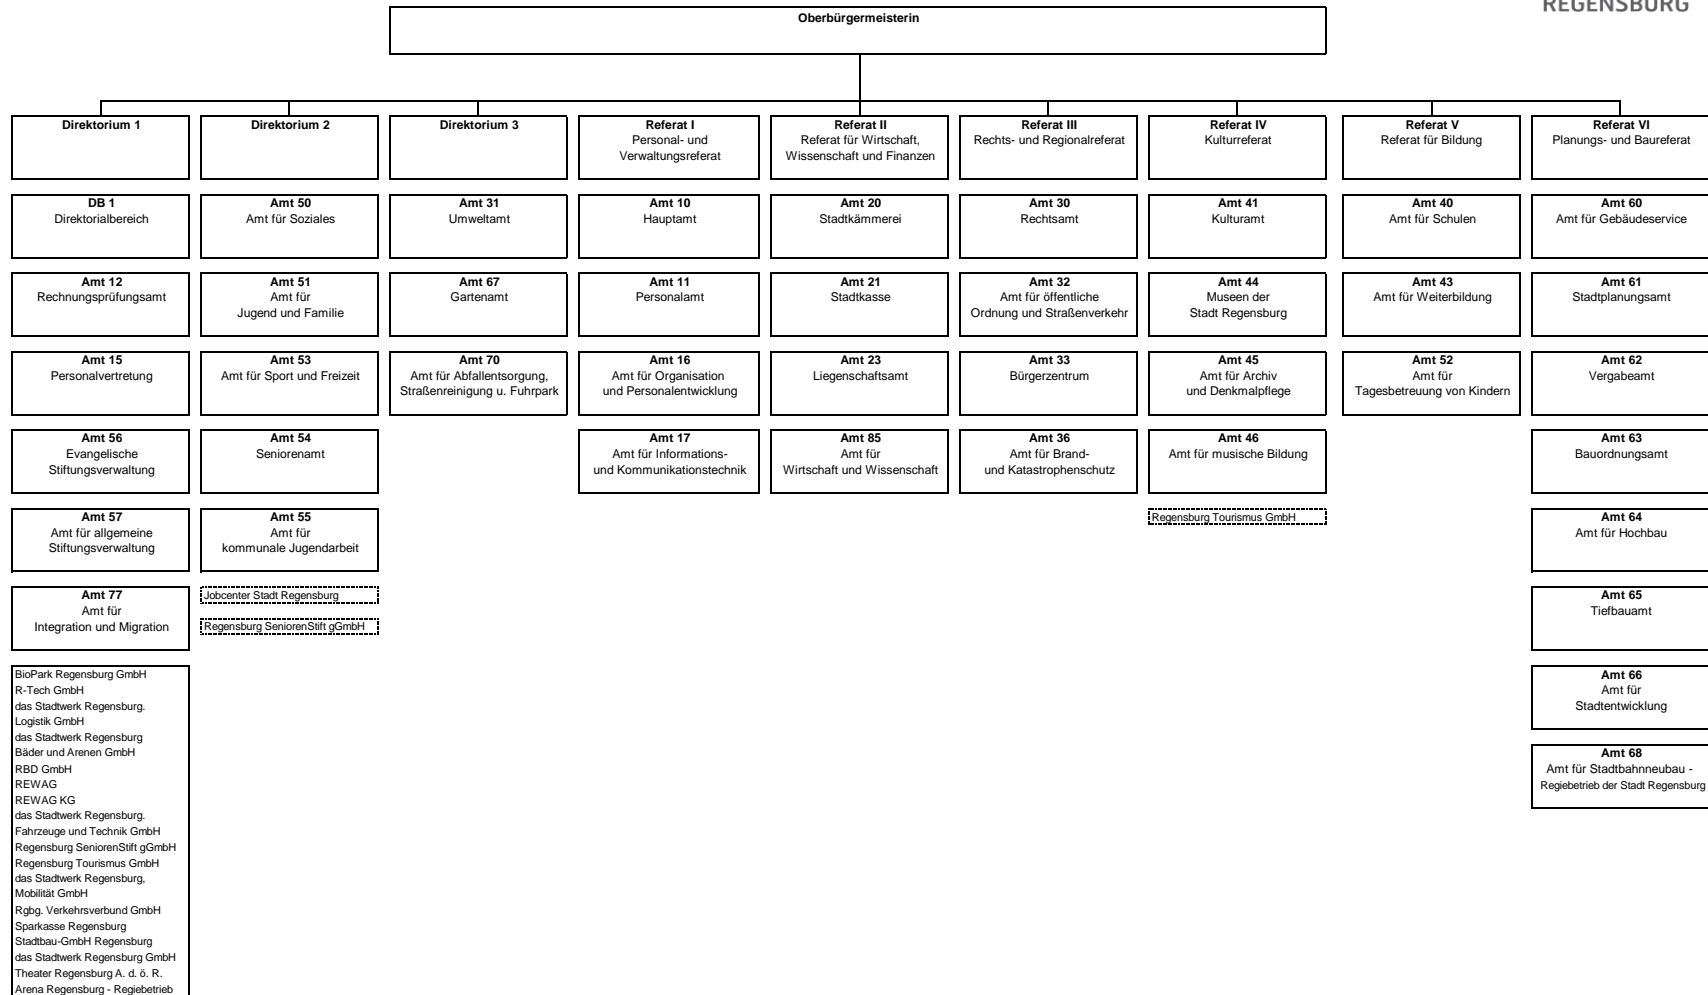 REGENSBURG
Oberbürgermeisterin
Direktorium 1
DB 1
Direktorialbereich
Amt 12
Rechnungsprüfungsamt
Amt 15
Personalvertretung
Amt 56
Evangelische
Stiftungsverwaltung
Amt 57
Amt für allgemeine
Stiftungsverwaltung
Amt 77
Amt für
Integration und Migration
BioPark Regensburg GmbH
R-Tech GmbH
das Stadtwerk Regensburg.
Logistik GmbH
das Stadtwerk Regensburg
Bäder und Arenen GmbH
RBD GmbH
REWAG
REWAG KG
das Stadtwerk Regensburg.
Fahrzeuge und Technik GmbH
Regensburg SeniorenStift gGmbH
Regensburg Tourismus GmbH
das Stadtwerk Regensburg,
Mobilität GmbH
Rgbg. Verkehrsverbund GmbH
Sparkasse Regensburg
Stadtbau-GmbH Regensburg
das Stadtwerk Regensburg GmbH
Theater Regensburg A. d. ö. R.
Arena Regensburg - Regiebetrieb
Direktorium 2
Amt 50
Amt für Soziales
Amt 51
Amt für
Jugend und Familie
Amt 53
Amt für Sport und Freizeit
Amt 54
Seniorenamt
Amt 55
Amt für
kommunale Jugendarbeit
Jobcenter Stadt Regensburg
Regensburg SeniorenStift gGmbH
Direktorium 3
Amt 31
Umweltamt
Amt 67
Gartenamt
Amt 70
Amt für Abfallentsorgung,
Straßenreinigung u. Fuhrpark
Referat I
Personal- und
Verwaltungsreferat
Amt 10
Hauptamt
Amt 11
Personalamt
Amt 16
Amt für Organisation
und Personalentwicklung
Amt 17
Amt für Informations-
und Kommunikationstechnik
Referat II
Referat für Wirtschaft,
Wissenschaft und Finanzen
Amt 20
Stadtkämmerei
Amt 21
Stadtkasse
Amt 23
Liegenschaftsamt
Amt 85
Amt für
Wirtschaft und Wissenschaft
Referat III
Rechts- und Regionalreferat
Amt 30
Rechtsamt
Amt 32
Amt für öffentliche
Ordnung und Straßenverkehr
Amt 33
Bürgerzentrum
Amt 36
Amt für Brand-
und Katastrophenschutz
Referat IV
Kulturreferat
Amt 41
Kulturamt
Amt 44
Museen der
Stadt Regensburg
Amt 45
Amt für Archiv
und Denkmalpflege
Amt 46
Amt für musische Bildung
Regensburg Tourismus GmbH
Referat V
Referat für Bildung
Amt 40
Amt für Schulen
Amt 43
Amt für Weiterbildung
Amt 52
Amt für
Tagesbetreuung von Kindern
Referat VI
Planungs- und Baureferat
Amt 60
Amt für Gebäudeservice
Amt 61
Stadtplanungsamt
Amt 62
Vergabeamt
Amt 63
Bauordnungsamt
Amt 64
Amt für Hochbau
Amt 65
Tiefbauamt
Amt 66
Amt für
Stadtentwicklung
Amt 68
Amt für Stadtbahnneubau -
Regiebetrieb der Stadt Regensburg